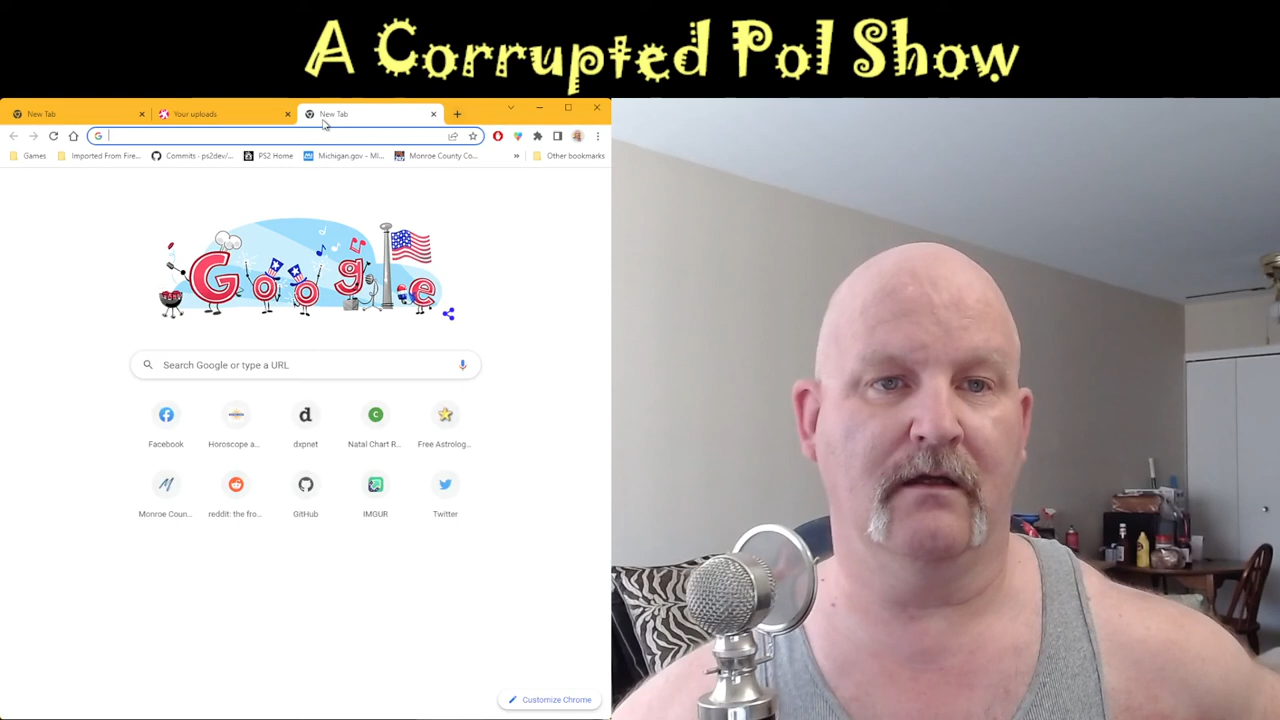 A Corrupted Pol Show
New Tab
Your uploads
New Tab
Games
Imported From Fire...
Commits · ps2dev/...
PS2 Home
Michigan.gov - MI...
Monroe County Co...
»
Other bookmarks
Google
Search Google or type a URL
Facebook
Horoscope a...
dxpnet
Natal Chart R...
Free Astrolog...
Monroe Coun...
reddit: the fro...
GitHub
IMGUR
Twitter
Customize Chrome